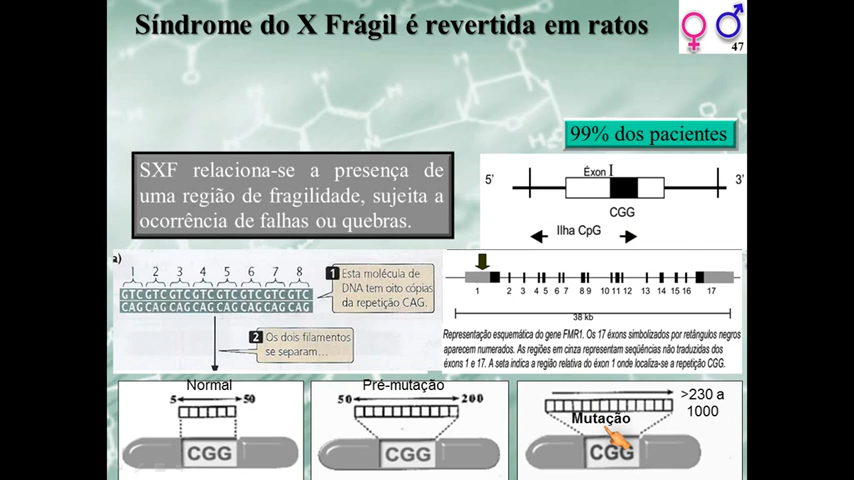 Síndrome do X Frágil é revertida em ratos
47
99% dos pacientes
SXF relaciona-se a presença de
uma região de fragilidade, sujeita a
ocorrência de falhas ou quebras.
5’ Éxon I 3’
CGG
Ilha CpG
a)
1 2 3 4 5 6 7 8
GTCGTCGTCGTCGTCGTCGTCGTC
CAGCAGCAGCAGCAGCAGCAGCAG
1 Esta molécula de
DNA tem oito cópias
da repetição CAG.
2 Os dois filamentos
se separam...
1 2 3 4 5 6 7 8 9 10 11 12 13 14 15 16 17
38 kb
Representação esquemática do gene FMR1. Os 17 éxons simbolizados por retângulos negros
aparecem numerados. As regiões em cinza representam seqüências não traduzidas dos
éxons 1 e 17. A seta indica a região relativa do éxon 1 onde localiza-se a repetição CGG.
Normal
5 50
CGG
Pré-mutação
50 200
CGG
>230 a
1000
Mutação
CGG